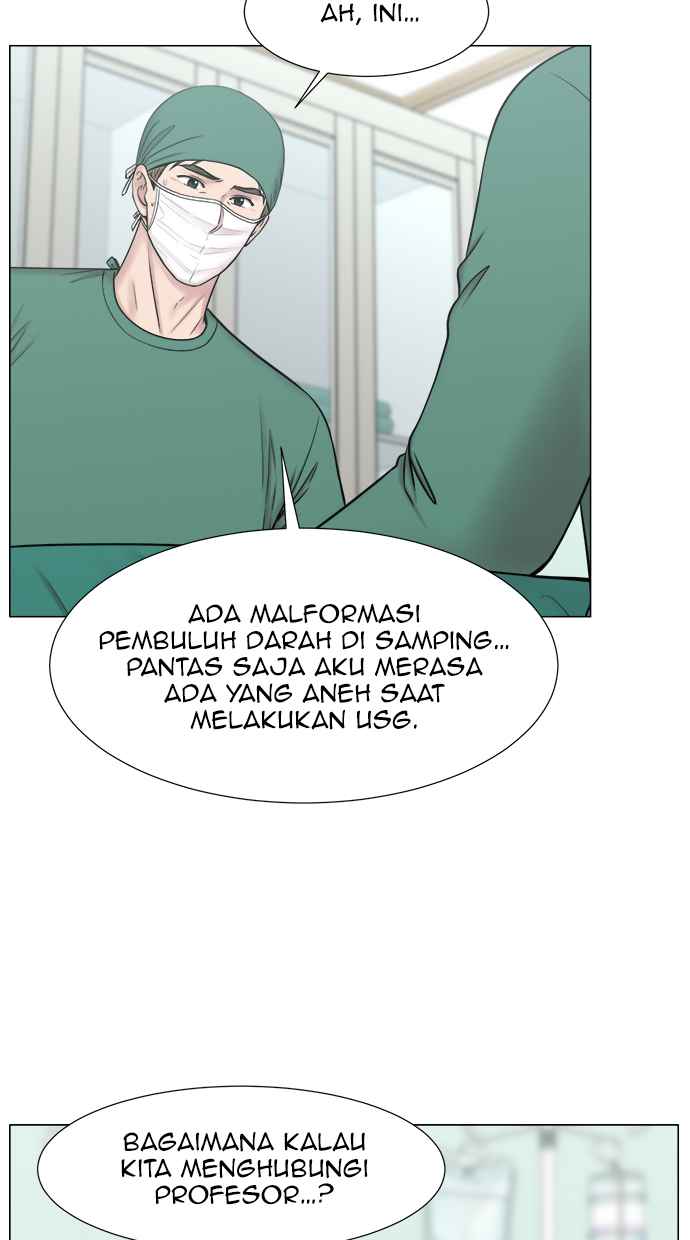 AH, INI...
ADA MALFORMASI
PEMBULUH DARAH DI SAMPING...
PANTAS SAJA AKU MERASA
ADA YANG ANEH SAAT
MELAKUKAN USG.
BAGAIMANA KALAU
KITA MENGHUBUNGI
PROFESOR...?